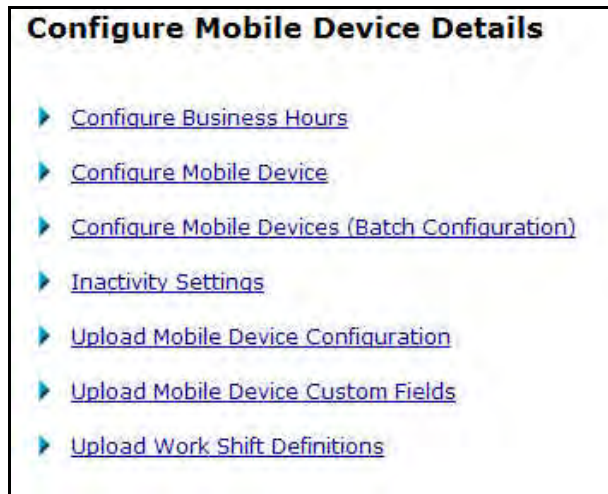 Configure Mobile Device Details
Configure Business Hours
Configure Mobile Device
Configure Mobile Devices (Batch Configuration)
Inactivity Settings
Upload Mobile Device Configuration
Upload Mobile Device Custom Fields
Upload Work Shift Definitions